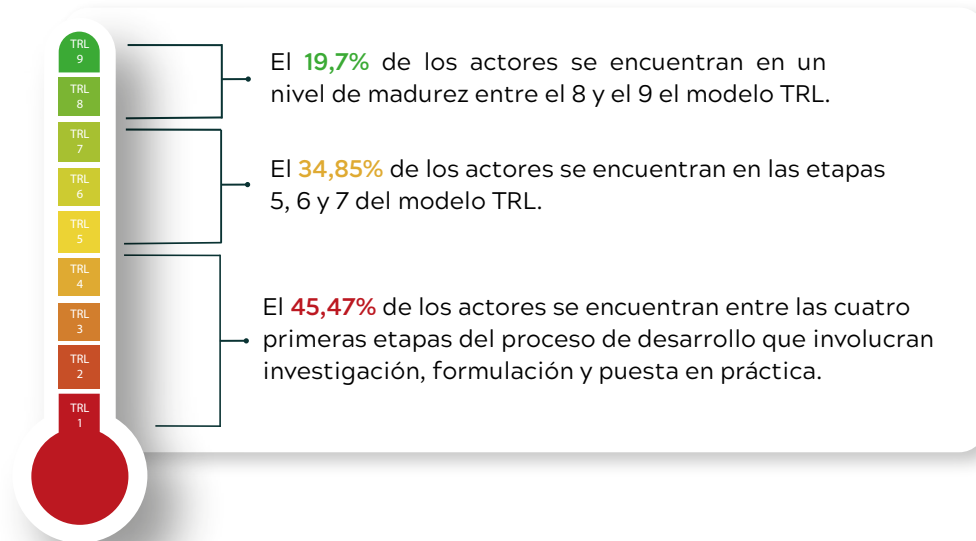 TRL
9
El 19,7% de los actores se encuentran en un
nivel de madurez entre el 8 y el 9 el modelo TRL.
TRL
8
TRL
7
El 34,85% de los actores se encuentran en las etapas
5, 6 y 7 del modelo TRL.
TRL
6
TRL
5
TRL
4
El 45,47% de los actores se encuentran entre las cuatro
primeras etapas del proceso de desarrollo que involucran
investigación, formulación y puesta en práctica.
TRL
3
TRL
2
TRL
1